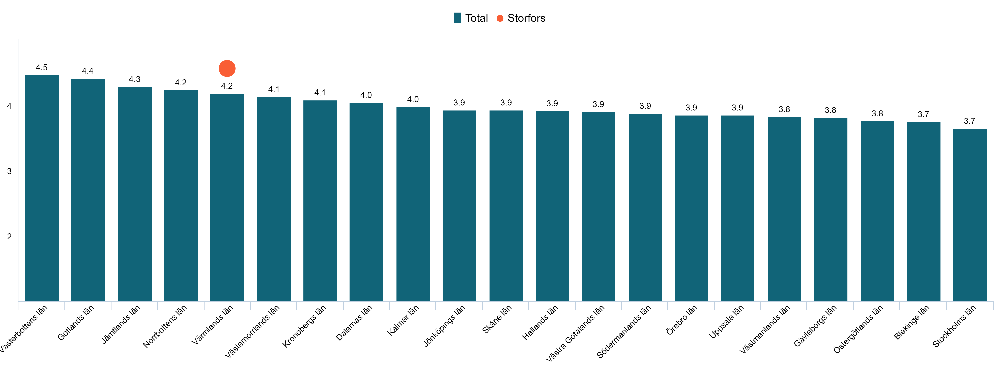 Total Storfors
4.5 4.4 4.3 4.2 4.2 4.1 4.1 4.0 4.0 3.9 3.9 3.9 3.9 3.9 3.9 3.9 3.8 3.8 3.8 3.7 3.7
4
3
2
Västerbottens län
Gotlands län
Jämtlands län
Norrbottens län
Värmlands län
Västernorrlands län
Kronobergs län
Dalarnas län
Kalmar län
Jönköpings län
Skåne län
Hallands län
Västra Götalands län
Södermanlands län
Örebro län
Uppsala län
Västmanlands län
Gävleborgs län
Östergötlands län
Blekinge län
Stockholms län